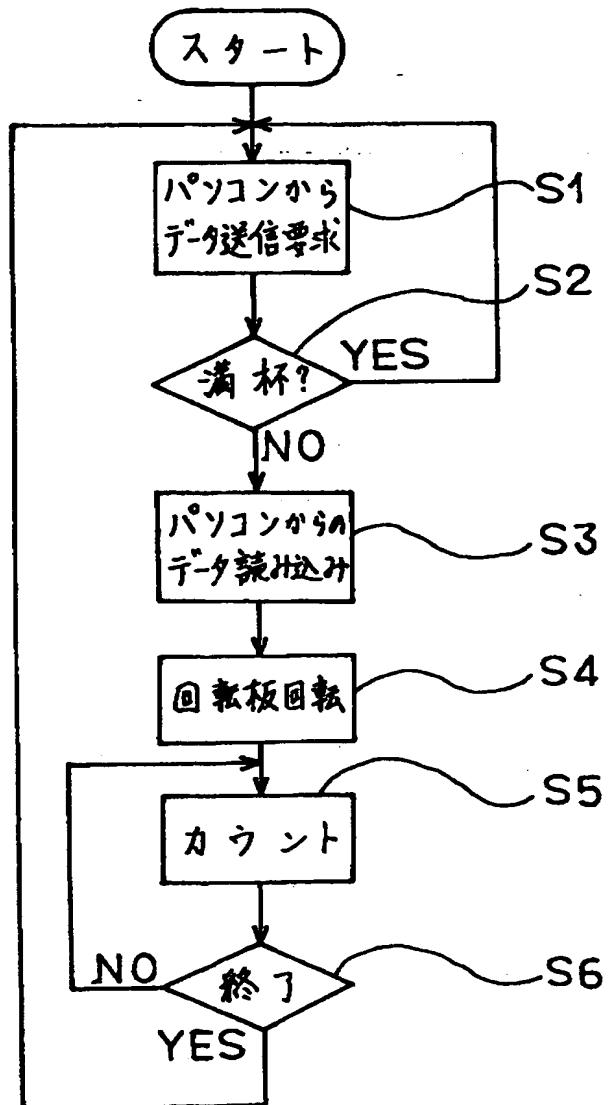 スタート
パソコンから
データ送信要求
S1
S2
満杯?
YES
NO
パソコンからの
データ読み込み
S3
回転板回転
S4
S5
カウント
NO
終了
S6
YES